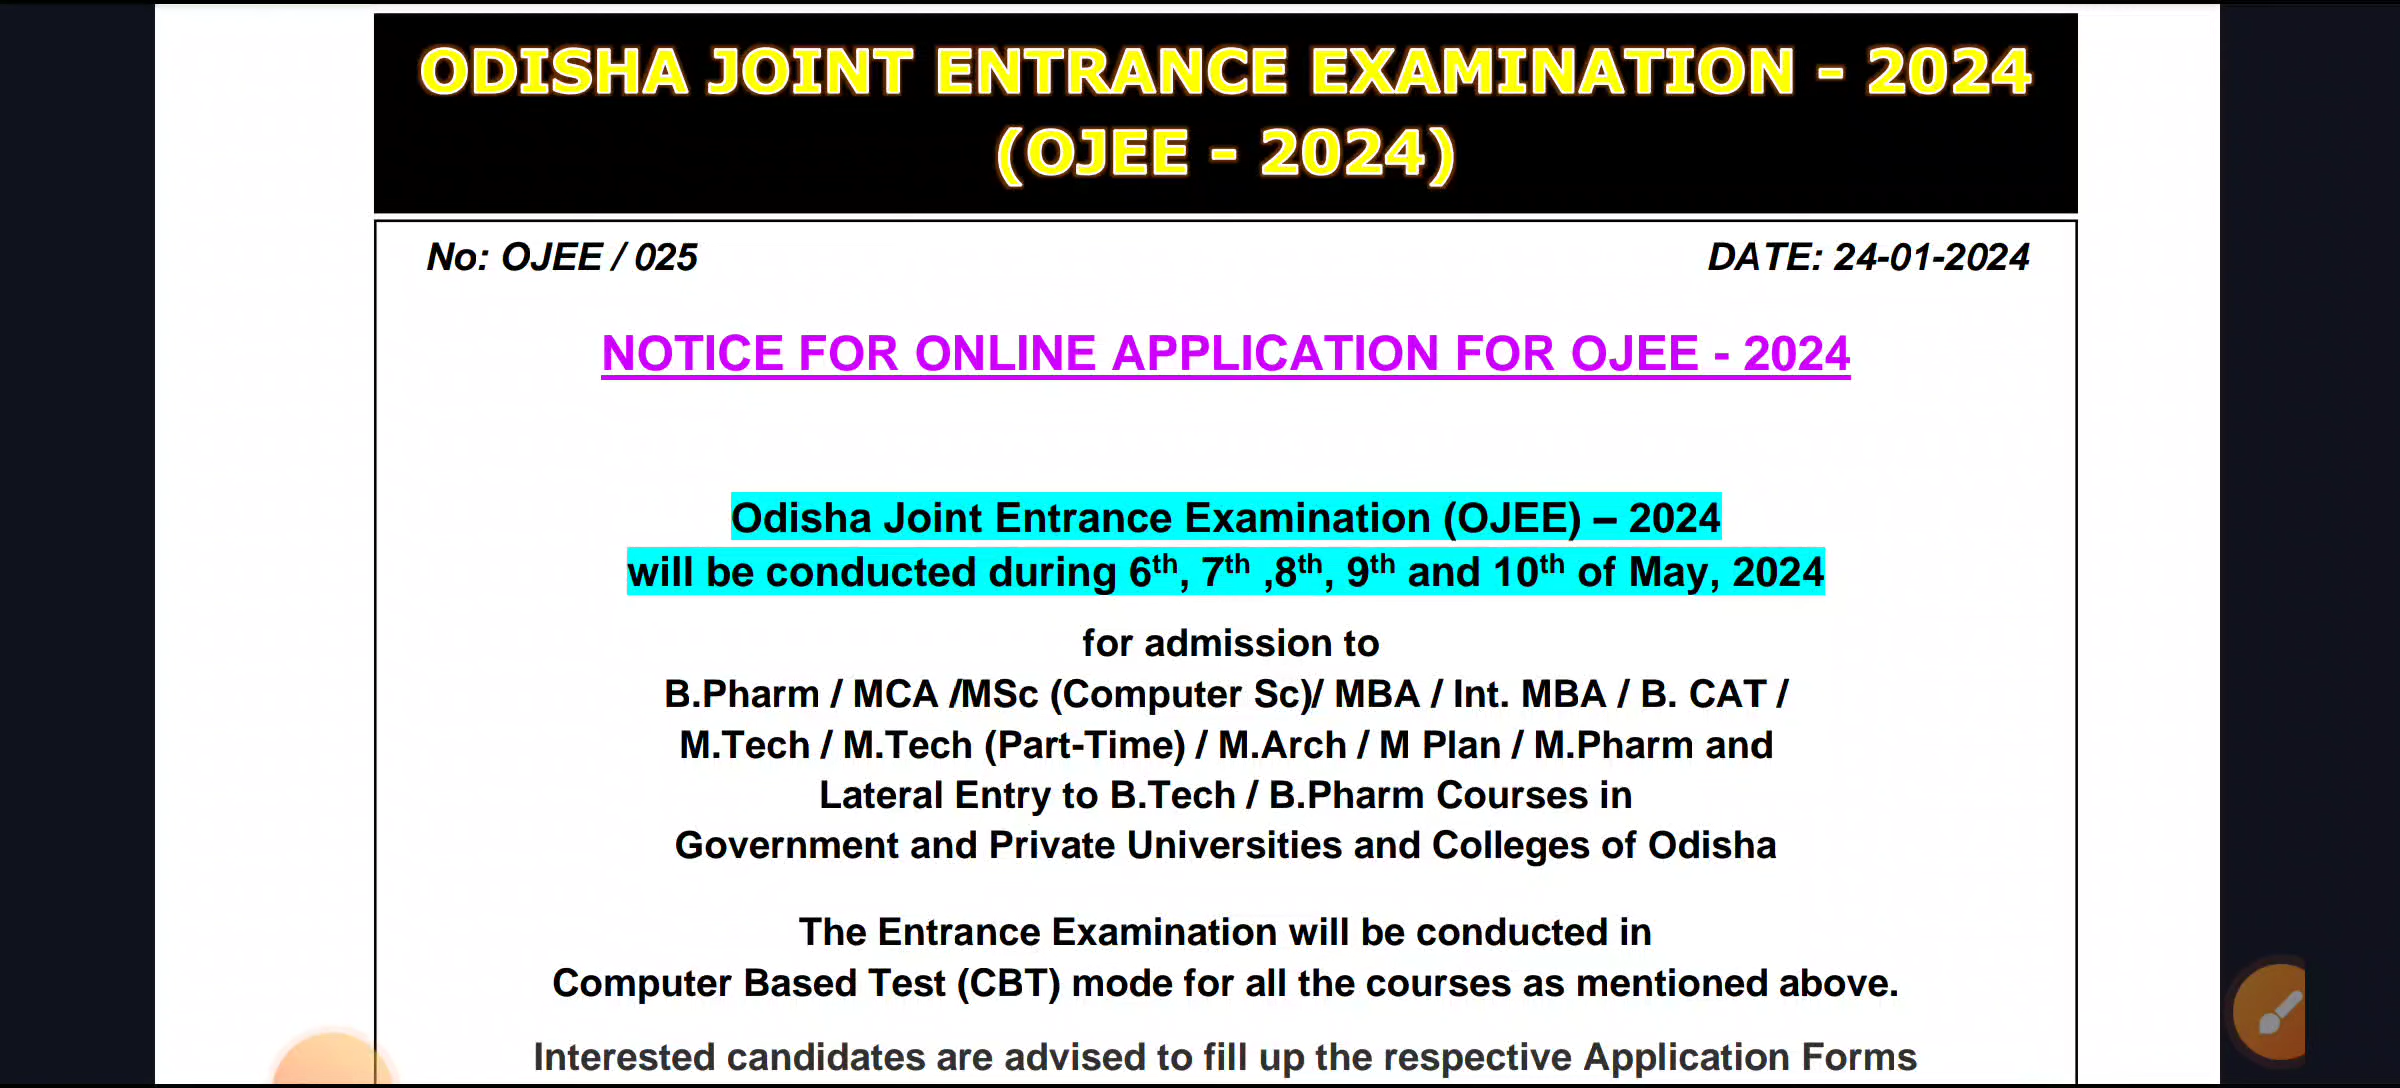 ODISHA JOINT ENTRANCE EXAMINATION - 2024
(OJEE - 2024)
No: OJEE / 025
DATE: 24-01-2024
NOTICE FOR ONLINE APPLICATION FOR OJEE - 2024
Odisha Joint Entrance Examination (OJEE) – 2024
will be conducted during 6th, 7th ,8th, 9th and 10th of May, 2024
for admission to
B.Pharm / MCA /MSc (Computer Sc)/ MBA / Int. MBA / B. CAT /
M.Tech / M.Tech (Part-Time) / M.Arch / M Plan / M.Pharm and
Lateral Entry to B.Tech / B.Pharm Courses in
Government and Private Universities and Colleges of Odisha
The Entrance Examination will be conducted in
Computer Based Test (CBT) mode for all the courses as mentioned above.
Interested candidates are advised to fill up the respective Application Forms